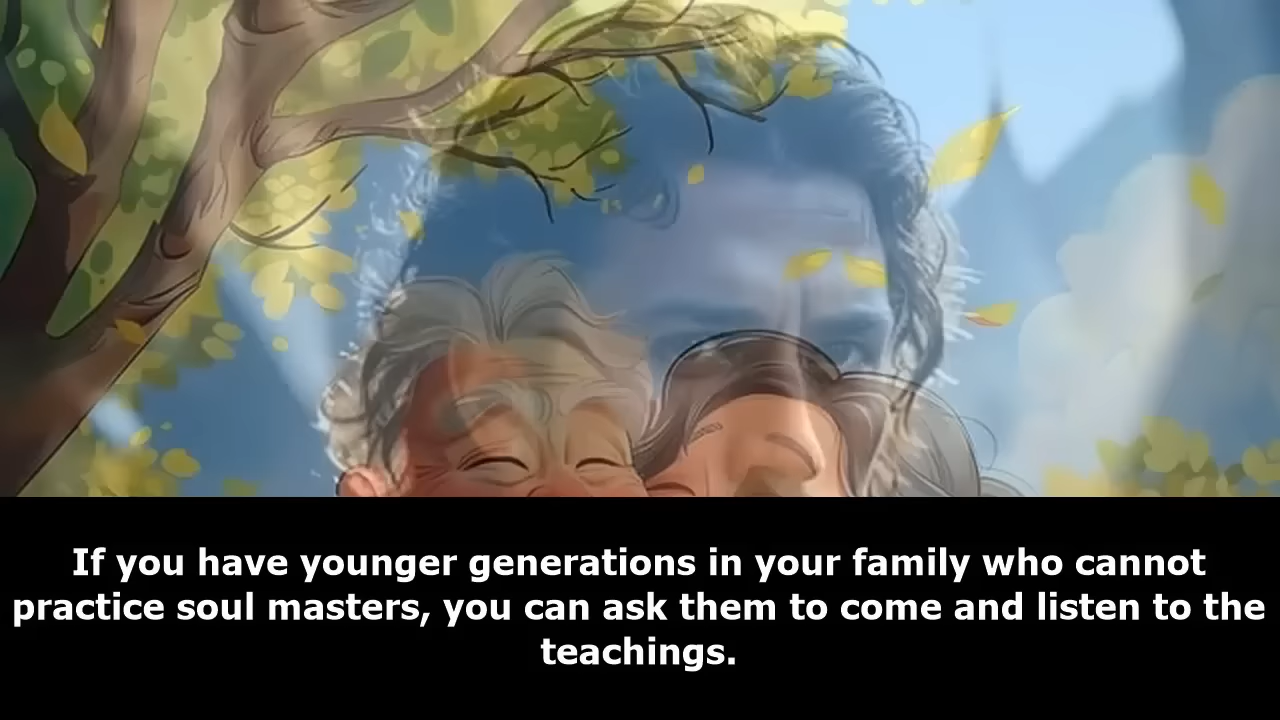 If you have younger generations in your family who cannot
practice soul masters, you can ask them to come and listen to the
teachings.